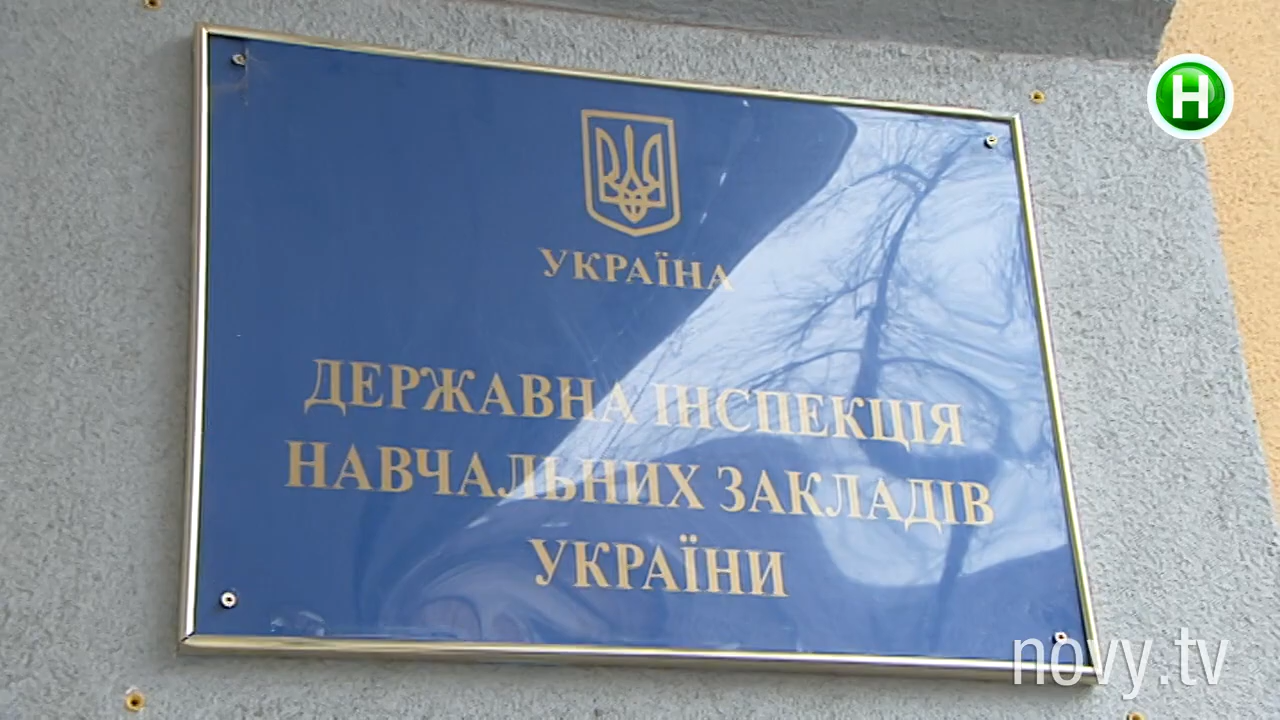 Н
УКРАЇНА
ДЕРЖАВНА ІНСПЕКЦІЯ
НАВЧАЛЬНИХ ЗАКЛАДІВ
УКРАЇНИ
novy.tv